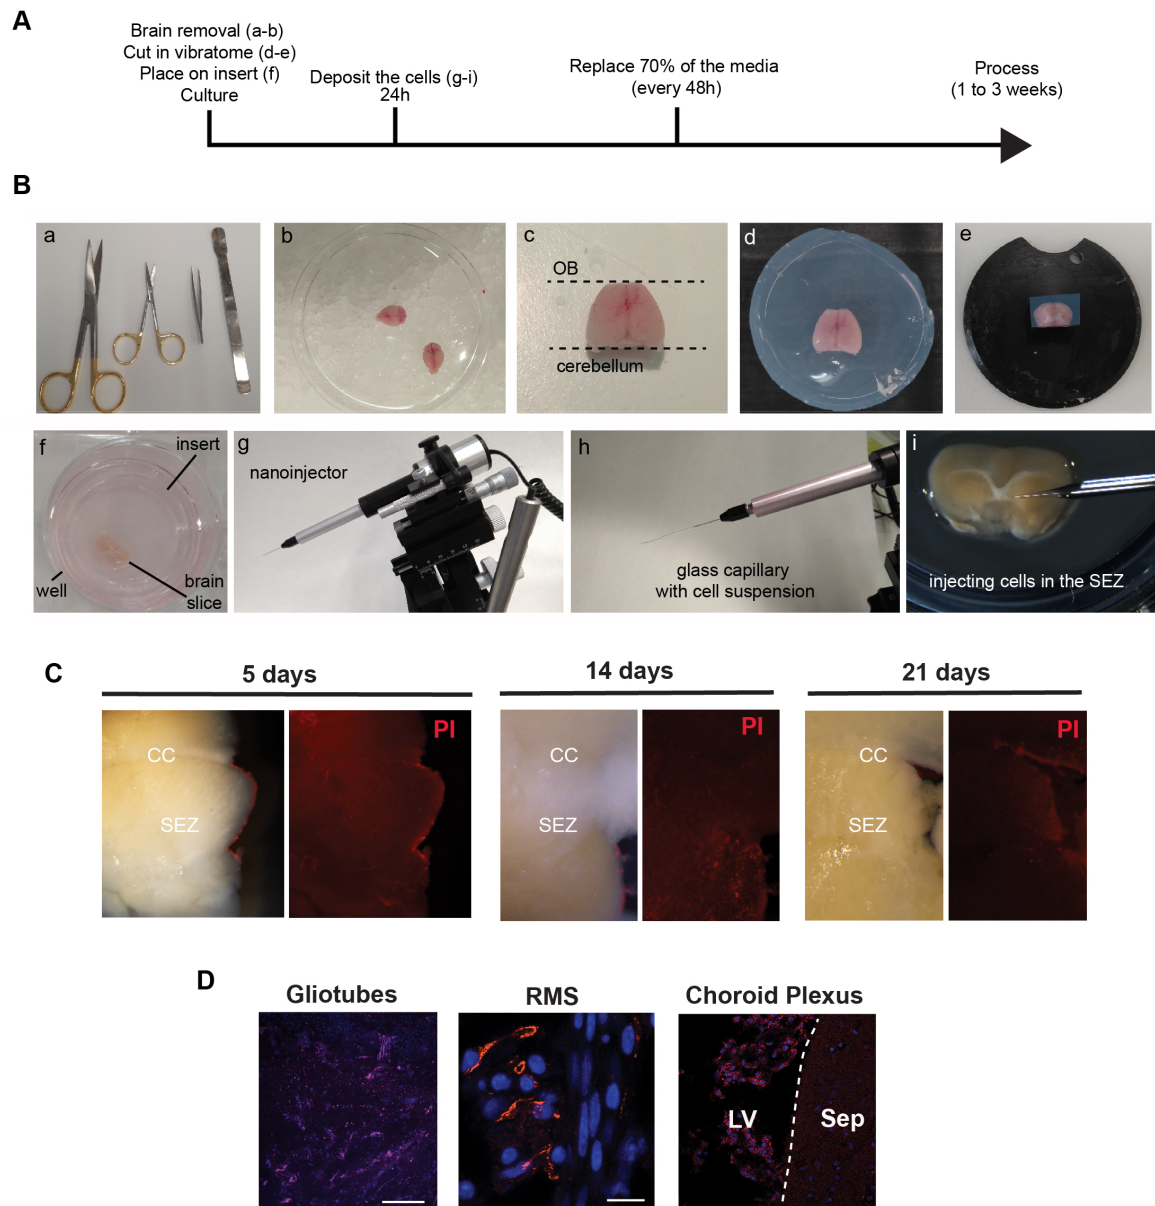 A
Brain removal (a-b)
Cut in vibratome (d-e)
Place on insert (f)
Culture
Deposit the cells (g-i)
24h
Replace 70% of the media
(every 48h)
Process
(1 to 3 weeks)
B
a
b
c
OB
cerebellum
d
e
f
insert
well
brain
slice
g
nanoinjector
h
glass capillary
with cell suspension
i
injecting cells in the SEZ
C
5 days
14 days
21 days
CC
SEZ
PI
CC
SEZ
PI
CC
SEZ
PI
D
Gliotubes
RMS
Choroid Plexus
LV
Sep